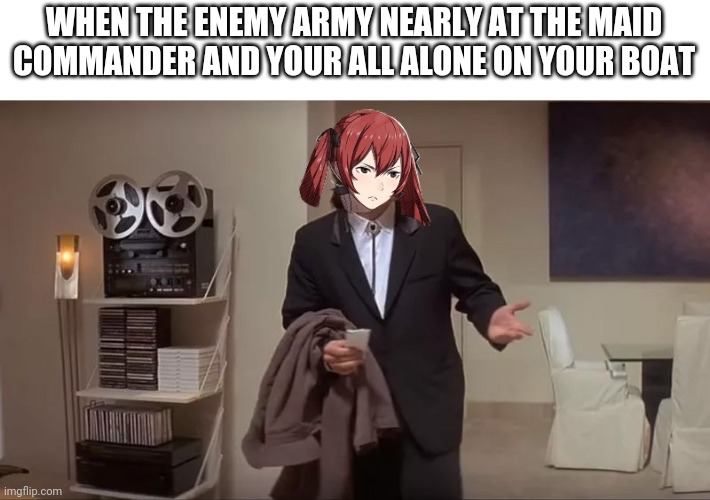 WHEN THE ENEMY ARMY NEARLY AT THE MAID
COMMANDER AND YOUR ALL ALONE ON YOUR BOAT
imgflip.com